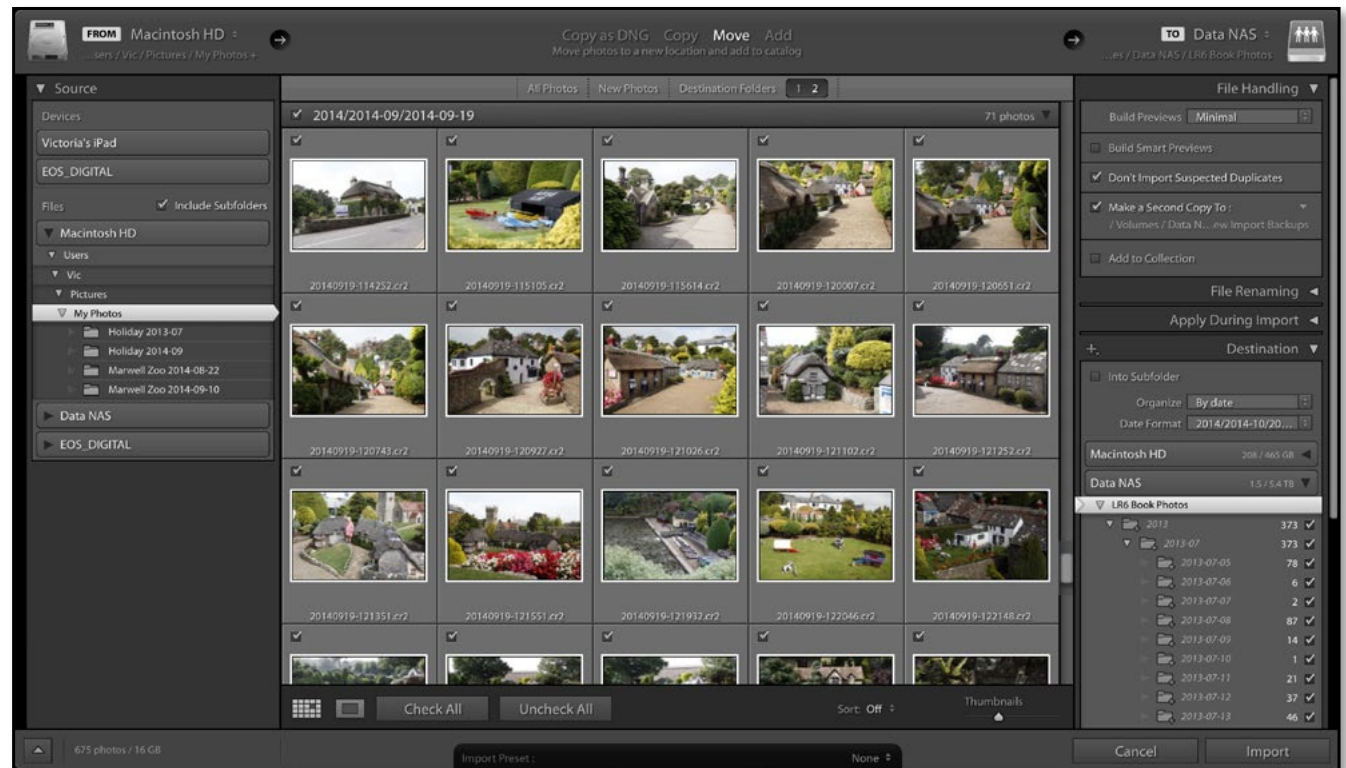 FROM Macintosh HD
...sers / Vic / Pictures / My Photos +
Copy as DNG Copy Move Add
Move photos to a new location and add to catalog
TO Data NAS
...es / Data NAS / LR6 Book Photos
Source
Devices
Victoria's iPad
EOS_DIGITAL
Files Include Subfolders
Macintosh HD
Users
Vic
Pictures
My Photos
Holiday 2013-07
Holiday 2014-09
Marwell Zoo 2014-08-22
Marwell Zoo 2014-09-10
Data NAS
EOS_DIGITAL
All Photos New Photos Destination Folders 1 2
2014/2014-09/2014-09-19 71 photos
20140919-114252.cr2 20140919-115105.cr2 20140919-115614.cr2 20140919-120007.cr2 20140919-120651.cr2
20140919-120743.cr2 20140919-120927.cr2 20140919-121026.cr2 20140919-121102.cr2 20140919-121252.cr2
20140919-121351.cr2 20140919-121551.cr2 20140919-121932.cr2 20140919-122046.cr2 20140919-122148.cr2
Check All Uncheck All Sort: Off Thumbnails
File Handling
Build Previews Minimal
Build Smart Previews
Don't Import Suspected Duplicates
Make a Second Copy To :
/ Volumes / Data N...ew Import Backups
Add to Collection
File Renaming
Apply During Import
Destination
Into Subfolder
Organize By date
Date Format 2014/2014-10/20...
Macintosh HD 208 / 465 GB
Data NAS 1.5 / 5.4 TB
LR6 Book Photos
2013 373
2013-07 373
2013-07-05 78
2013-07-06 6
2013-07-07 2
2013-07-08 87
2013-07-09 14
2013-07-10 1
2013-07-11 21
2013-07-12 37
2013-07-13 46
675 photos / 16 GB
Import Preset : None
Cancel Import